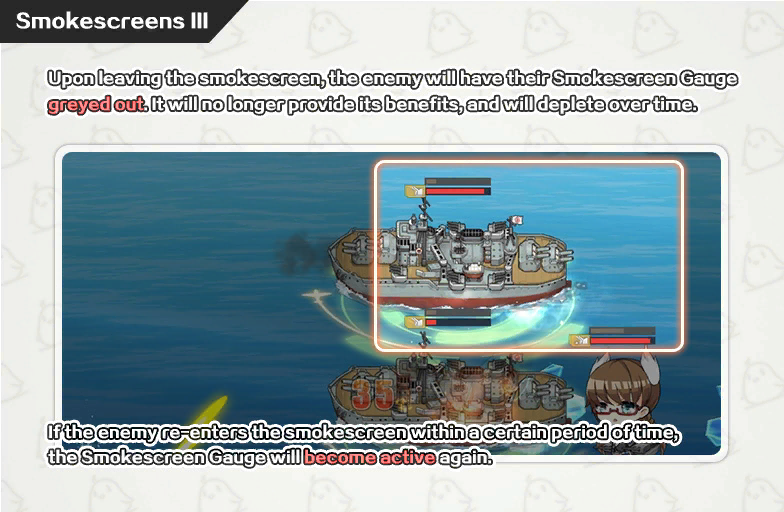 Smokescreens III
Upon leaving the smokescreen, the enemy will have their Smokescreen Gauge
greyed out. It will no longer provide its benefits, and will deplete over time.
35
If the enemy re-enters the smokescreen within a certain period of time,
the Smokescreen Gauge will become active again.